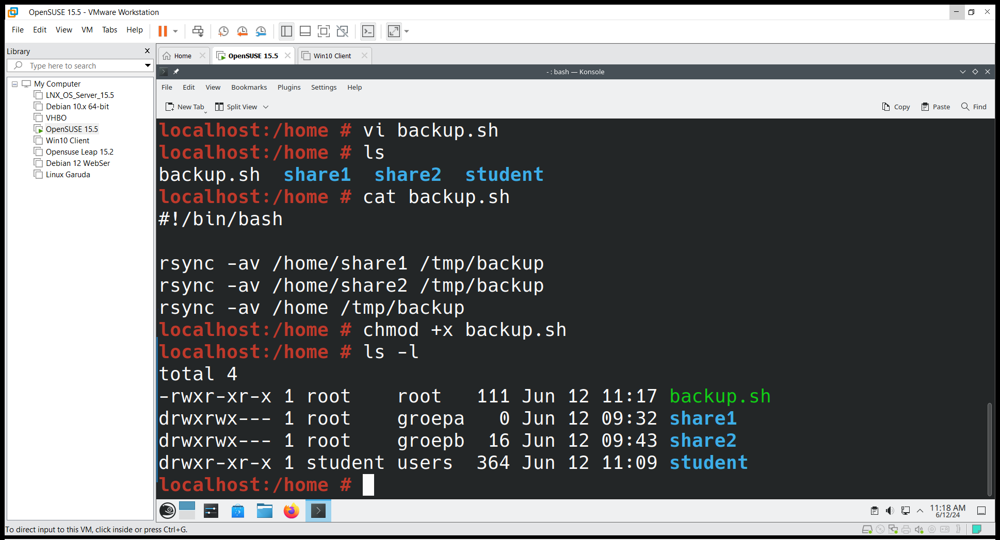 OpenSUSE 15.5 - VMware Workstation
File Edit View VM Tabs Help
Library
Type here to search
My Computer
LNX_OS_Server_15.5
Debian 10.x 64-bit
VHBO
OpenSUSE 15.5
Win10 Client
Opensuse Leap 15.2
Debian 12 WebSer
Linux Garuda
Home OpenSUSE 15.5 Win10 Client
- : bash — Konsole
File Edit View Bookmarks Plugins Settings Help
New Tab Split View Copy Paste Find
localhost:/home # vi backup.sh
localhost:/home # ls
backup.sh share1 share2 student
localhost:/home # cat backup.sh
#!/bin/bash
rsync -av /home/share1 /tmp/backup
rsync -av /home/share2 /tmp/backup
rsync -av /home /tmp/backup
localhost:/home # chmod +x backup.sh
localhost:/home # ls -l
total 4
-rwxr-xr-x 1 root root 111 Jun 12 11:17 backup.sh
drwxrwx--- 1 root groepa 0 Jun 12 09:32 share1
drwxrwx--- 1 root groepb 16 Jun 12 09:43 share2
drwxr-xr-x 1 student users 364 Jun 12 11:09 student
localhost:/home #
11:18 AM
6/12/24
To direct input to this VM, click inside or press Ctrl+G.